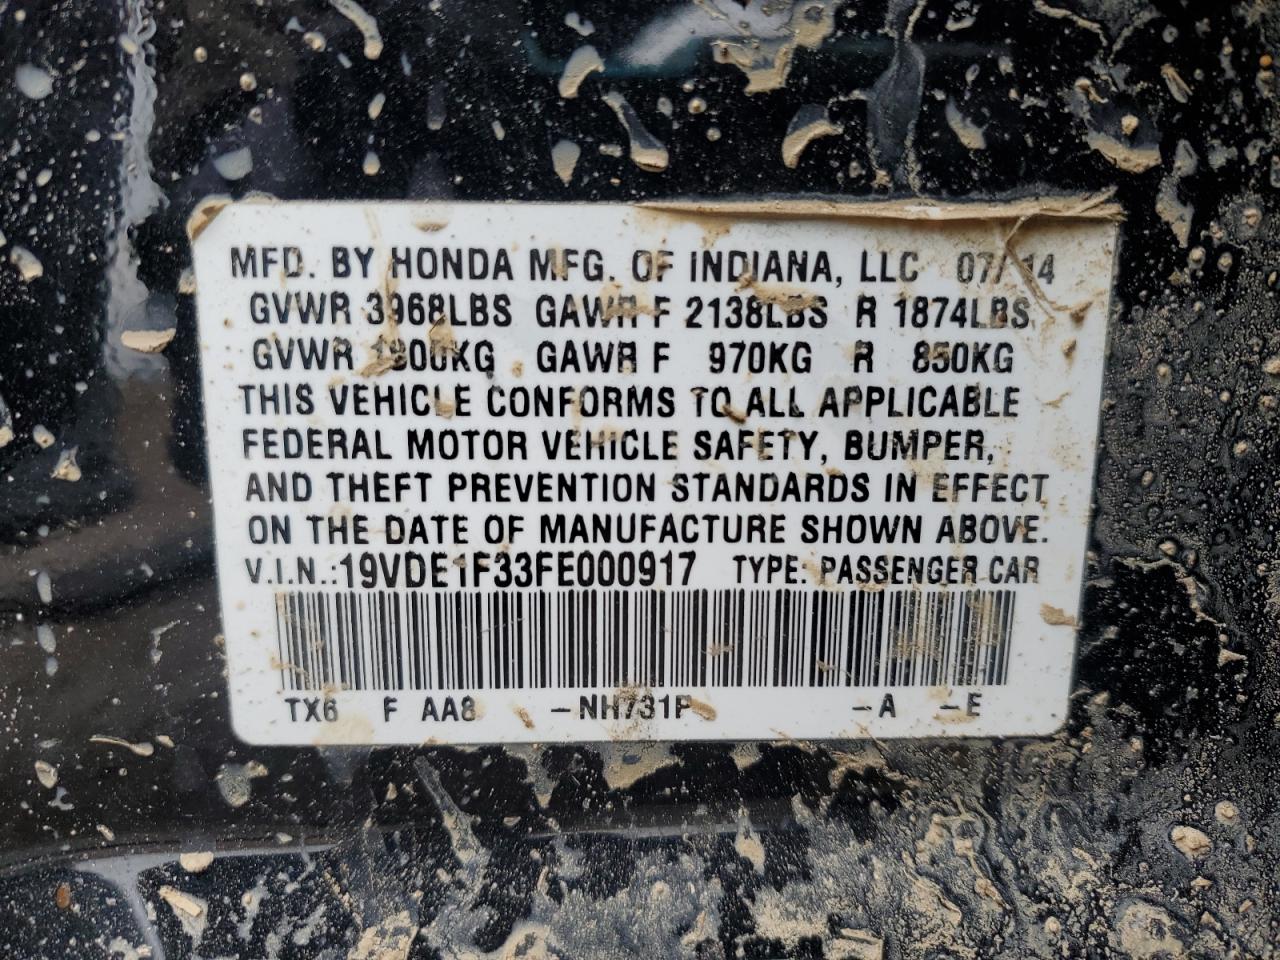 MFD. BY HONDA MFG. OF INDIANA, LLC 07/14
GVWR 3968LBS GAWR F 2138LBS R 1874LBS
GVWR 1800KG GAWR F 970KG R 850KG
THIS VEHICLE CONFORMS TO ALL APPLICABLE
FEDERAL MOTOR VEHICLE SAFETY, BUMPER,
AND THEFT PREVENTION STANDARDS IN EFFECT
ON THE DATE OF MANUFACTURE SHOWN ABOVE.
V.I.N.:19VDE1F33FE000917 TYPE: PASSENGER CAR
TX6 F AA8 -NH731P -A -E